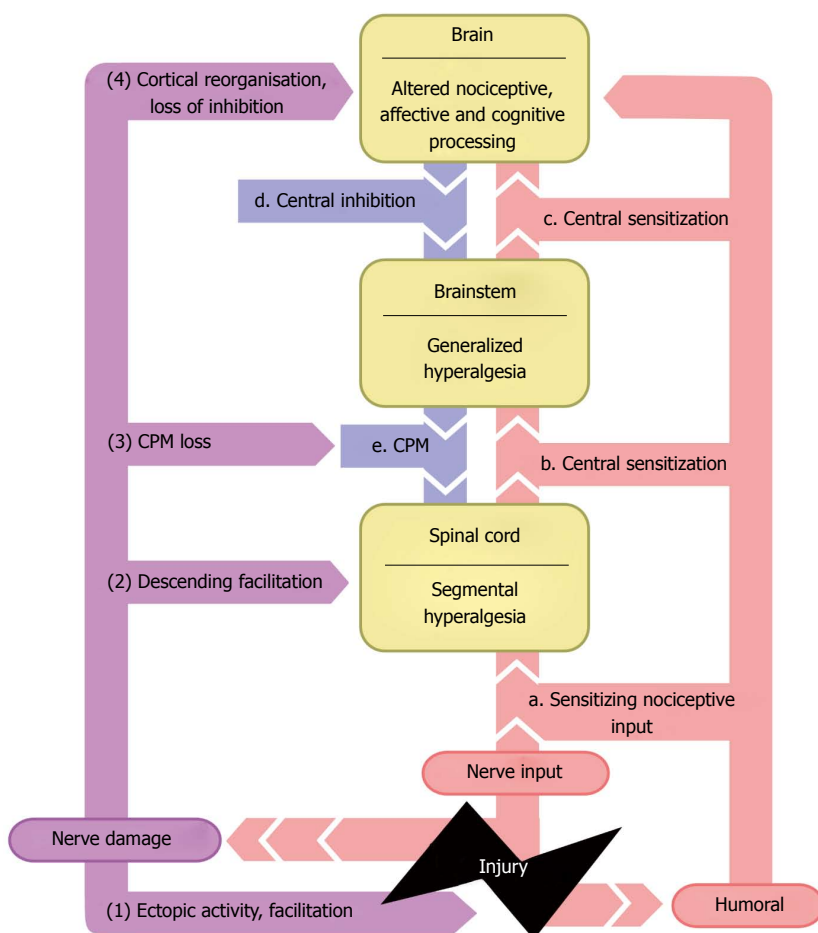 Brain
(4) Cortical reorganisation,
loss of inhibition
Altered nociceptive,
affective and cognitive
processing
d. Central inhibition
c. Central sensitization
Brainstem
Generalized
hyperalgesia
(3) CPM loss
e. CPM
b. Central sensitization
Spinal cord
(2) Descending facilitation
Segmental
hyperalgesia
a. Sensitizing nociceptive
input
Nerve input
Nerve damage
Injury
(1) Ectopic activity, facilitation
Humoral